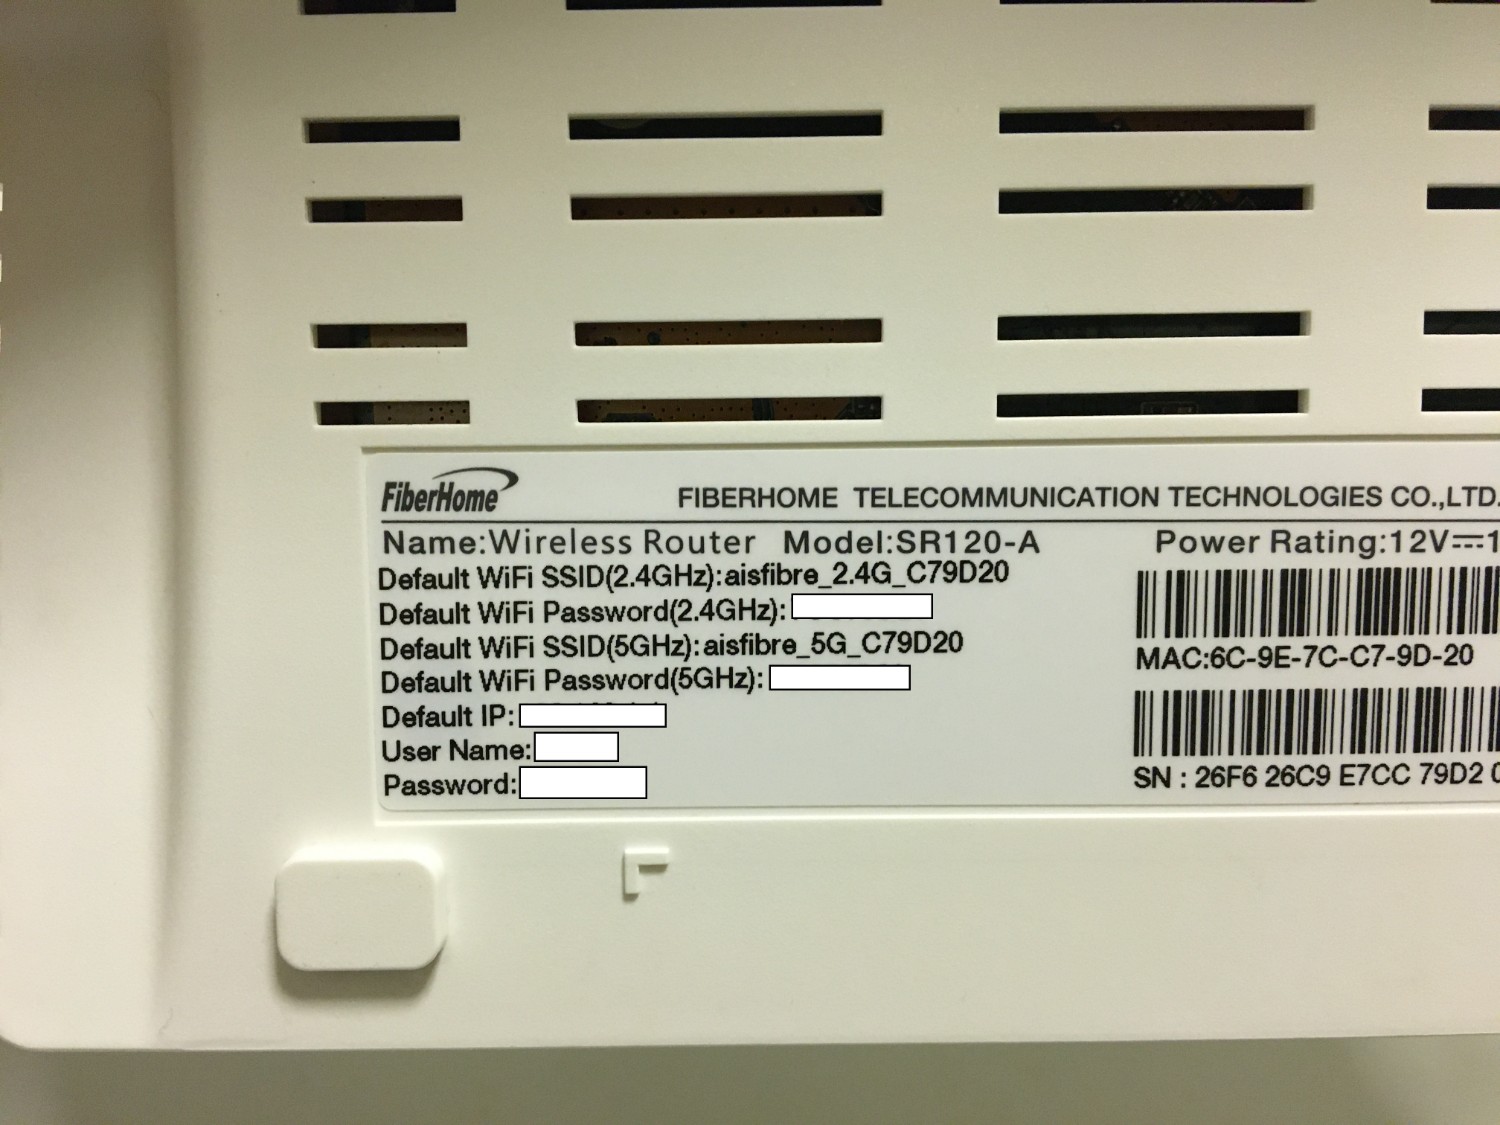 FiberHome
FIBERHOME TELECOMMUNICATION TECHNOLOGIES CO.,LTD.
Name:Wireless Router Model:SR120-A Power Rating:12V⎓1
Default WiFi SSID(2.4GHz):aisfibre_2.4G_C79D20
Default WiFi Password(2.4GHz):
Default WiFi SSID(5GHz):aisfibre_5G_C79D20
Default WiFi Password(5GHz):
Default IP:
User Name:
Password:
MAC:6C-9E-7C-C7-9D-20
SN : 26F6 26C9 E7CC 79D2